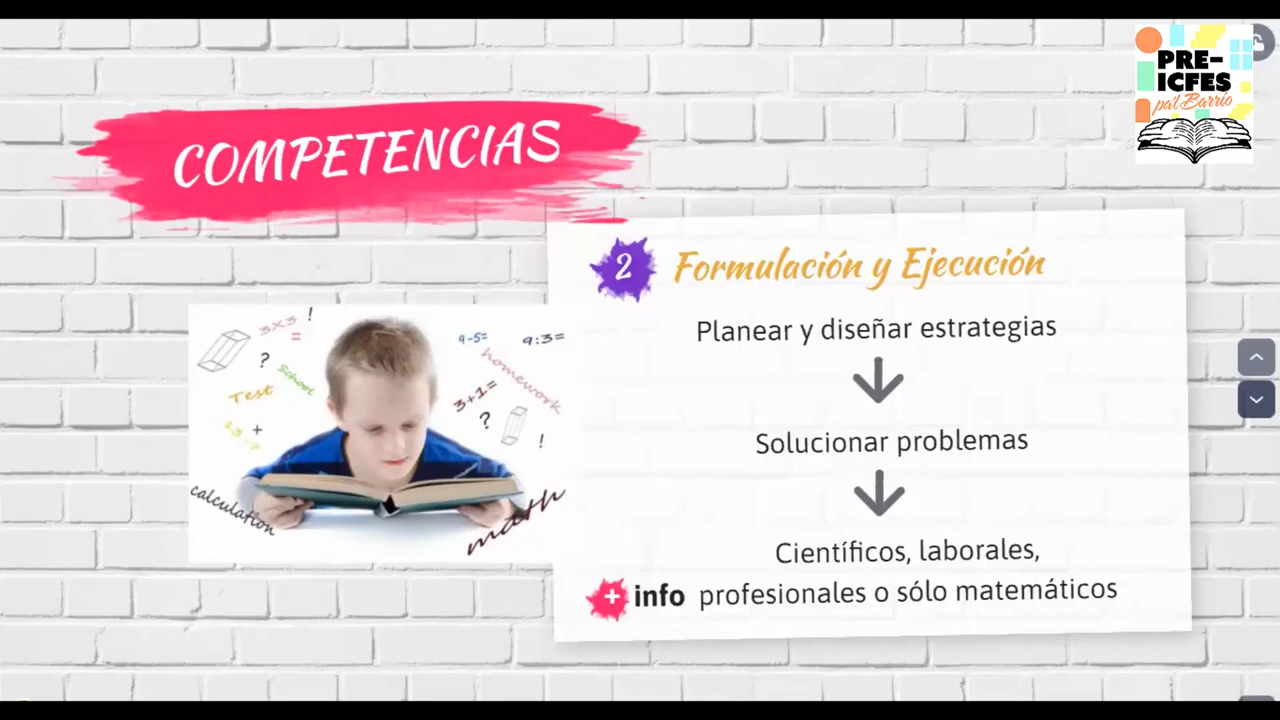 PRE-
ICFES
pa'l Barrio
COMPETENCIAS
2 Formulación y Ejecución
Planear y diseñar estrategias
Solucionar problemas
Científicos, laborales,
+ info profesionales o sólo matemáticos
3x3 !
=
?
School
Test
+
calculation
9-5= 9:3=
homework
3+1=
?
!
math